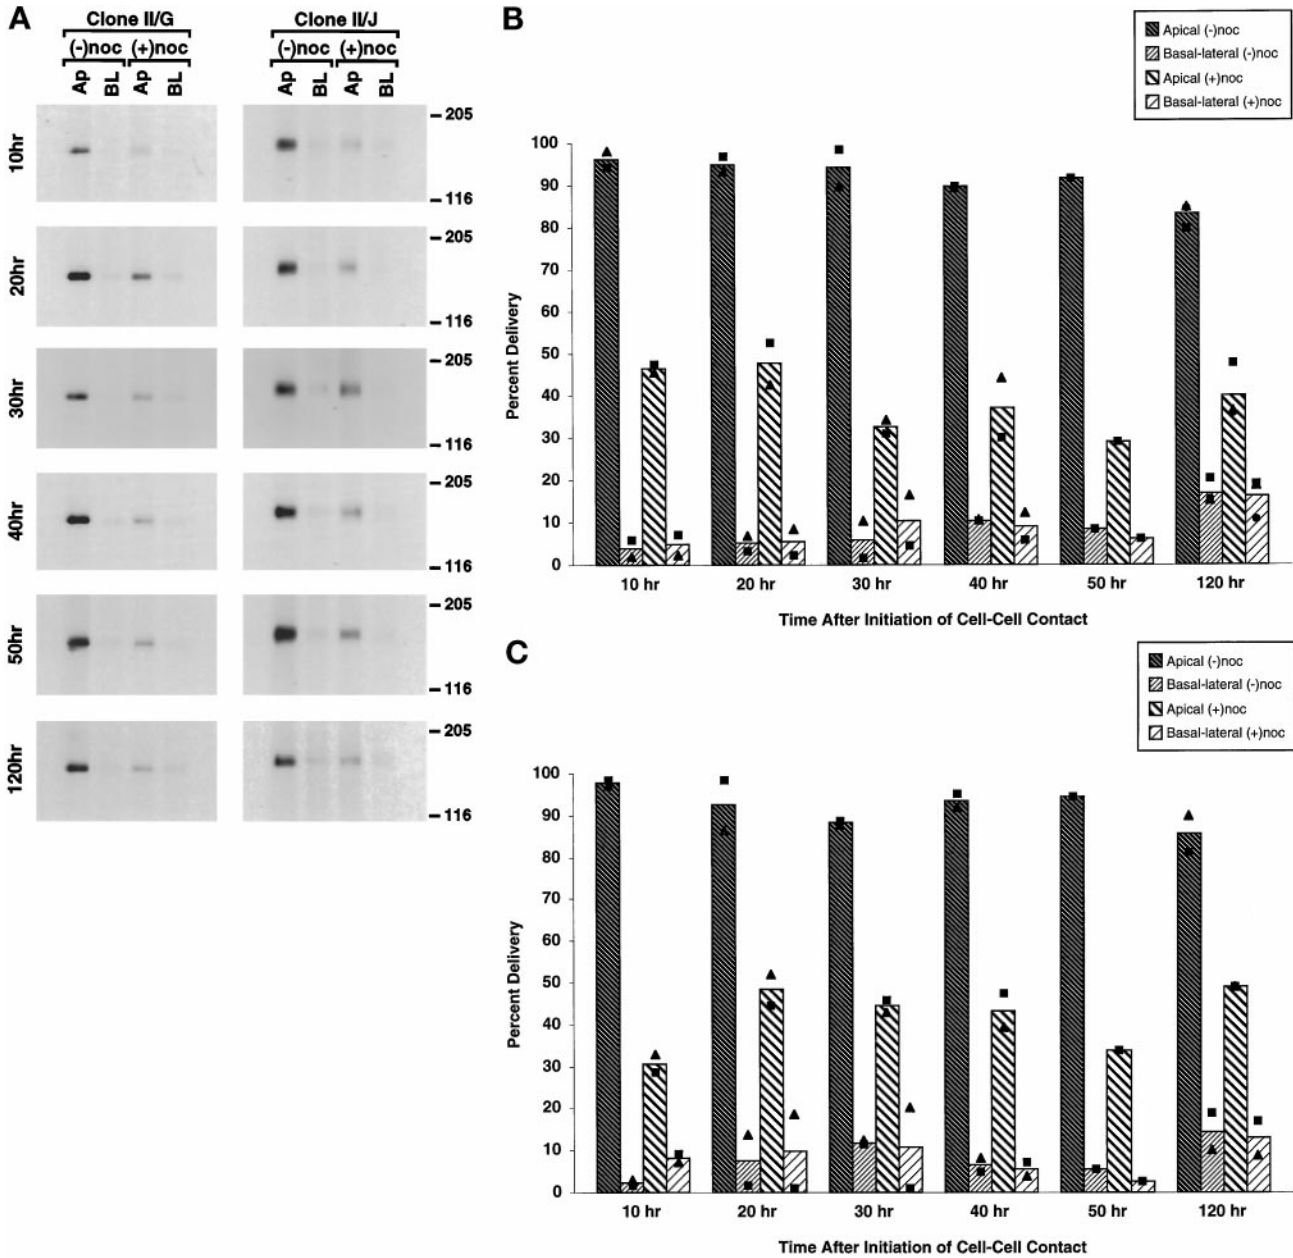 A
Clone II/G
Clone II/J
(-)noc (+)noc
(-)noc (+)noc
Ap BL Ap BL
Ap BL Ap BL
10hr
205
116
20hr
205
116
30hr
205
116
40hr
205
116
50hr
205
116
120hr
205
116
B
Apical (-)noc
Basal-lateral (-)noc
Apical (+)noc
Basal-lateral (+)noc
Percent Delivery
100
90
80
70
60
50
40
30
20
10
0
10 hr 20 hr 30 hr 40 hr 50 hr 120 hr
Time After Initiation of Cell-Cell Contact
C
Apical (-)noc
Basal-lateral (-)noc
Apical (+)noc
Basal-lateral (+)noc
Percent Delivery
100
90
80
70
60
50
40
30
20
10
0
10 hr 20 hr 30 hr 40 hr 50 hr 120 hr
Time After Initiation of Cell-Cell Contact